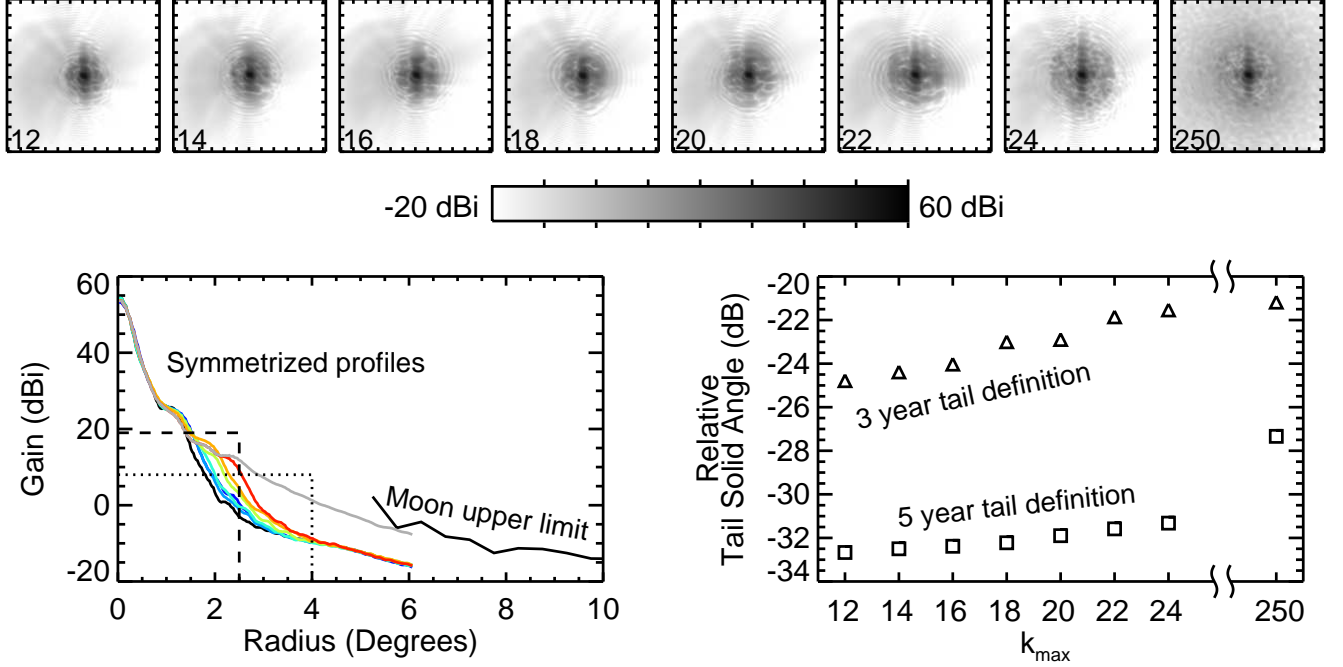 12 14 16 18 20 22 24 250
-20 dBi 60 dBi
60
40
20
0
-20
Gain (dBi)
Symmetrized profiles
Moon upper limit
0 2 4 6 8 10
Radius (Degrees)
-20
-22
-24
-26
-28
-30
-32
-34
Relative
Tail Solid Angle (dB)
3 year tail definition
5 year tail definition
12 14 16 18 20 22 24 250
kmax